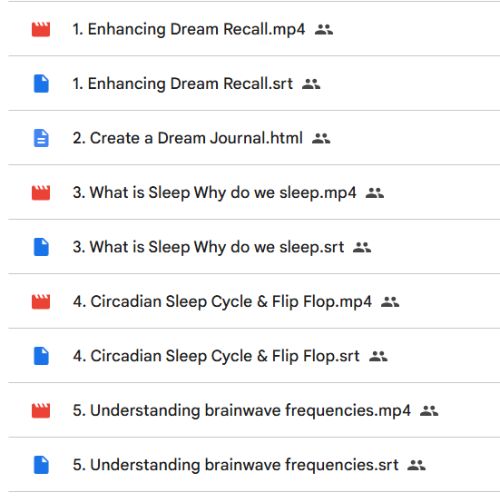 1. Enhancing Dream Recall.mp4
1. Enhancing Dream Recall.srt
2. Create a Dream Journal.html
3. What is Sleep Why do we sleep.mp4
3. What is Sleep Why do we sleep.srt
4. Circadian Sleep Cycle & Flip Flop.mp4
4. Circadian Sleep Cycle & Flip Flop.srt
5. Understanding brainwave frequencies.mp4
5. Understanding brainwave frequencies.srt